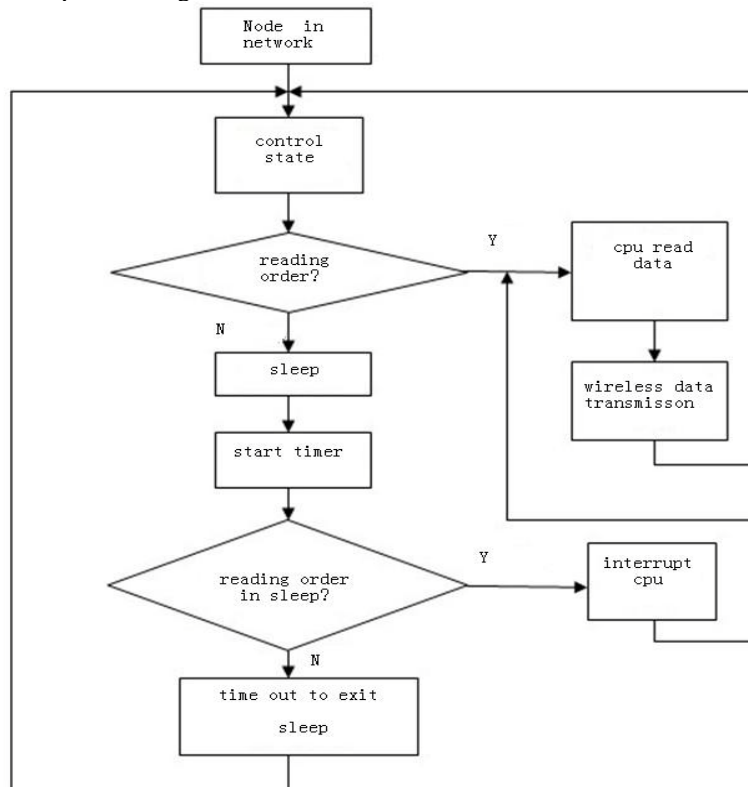 Node in
network
control
state
reading
order?
Y
cpu read
data
N
sleep
wireless data
transmisson
start timer
reading order
in sleep?
Y
interrupt
cpu
N
time out to exit
sleep